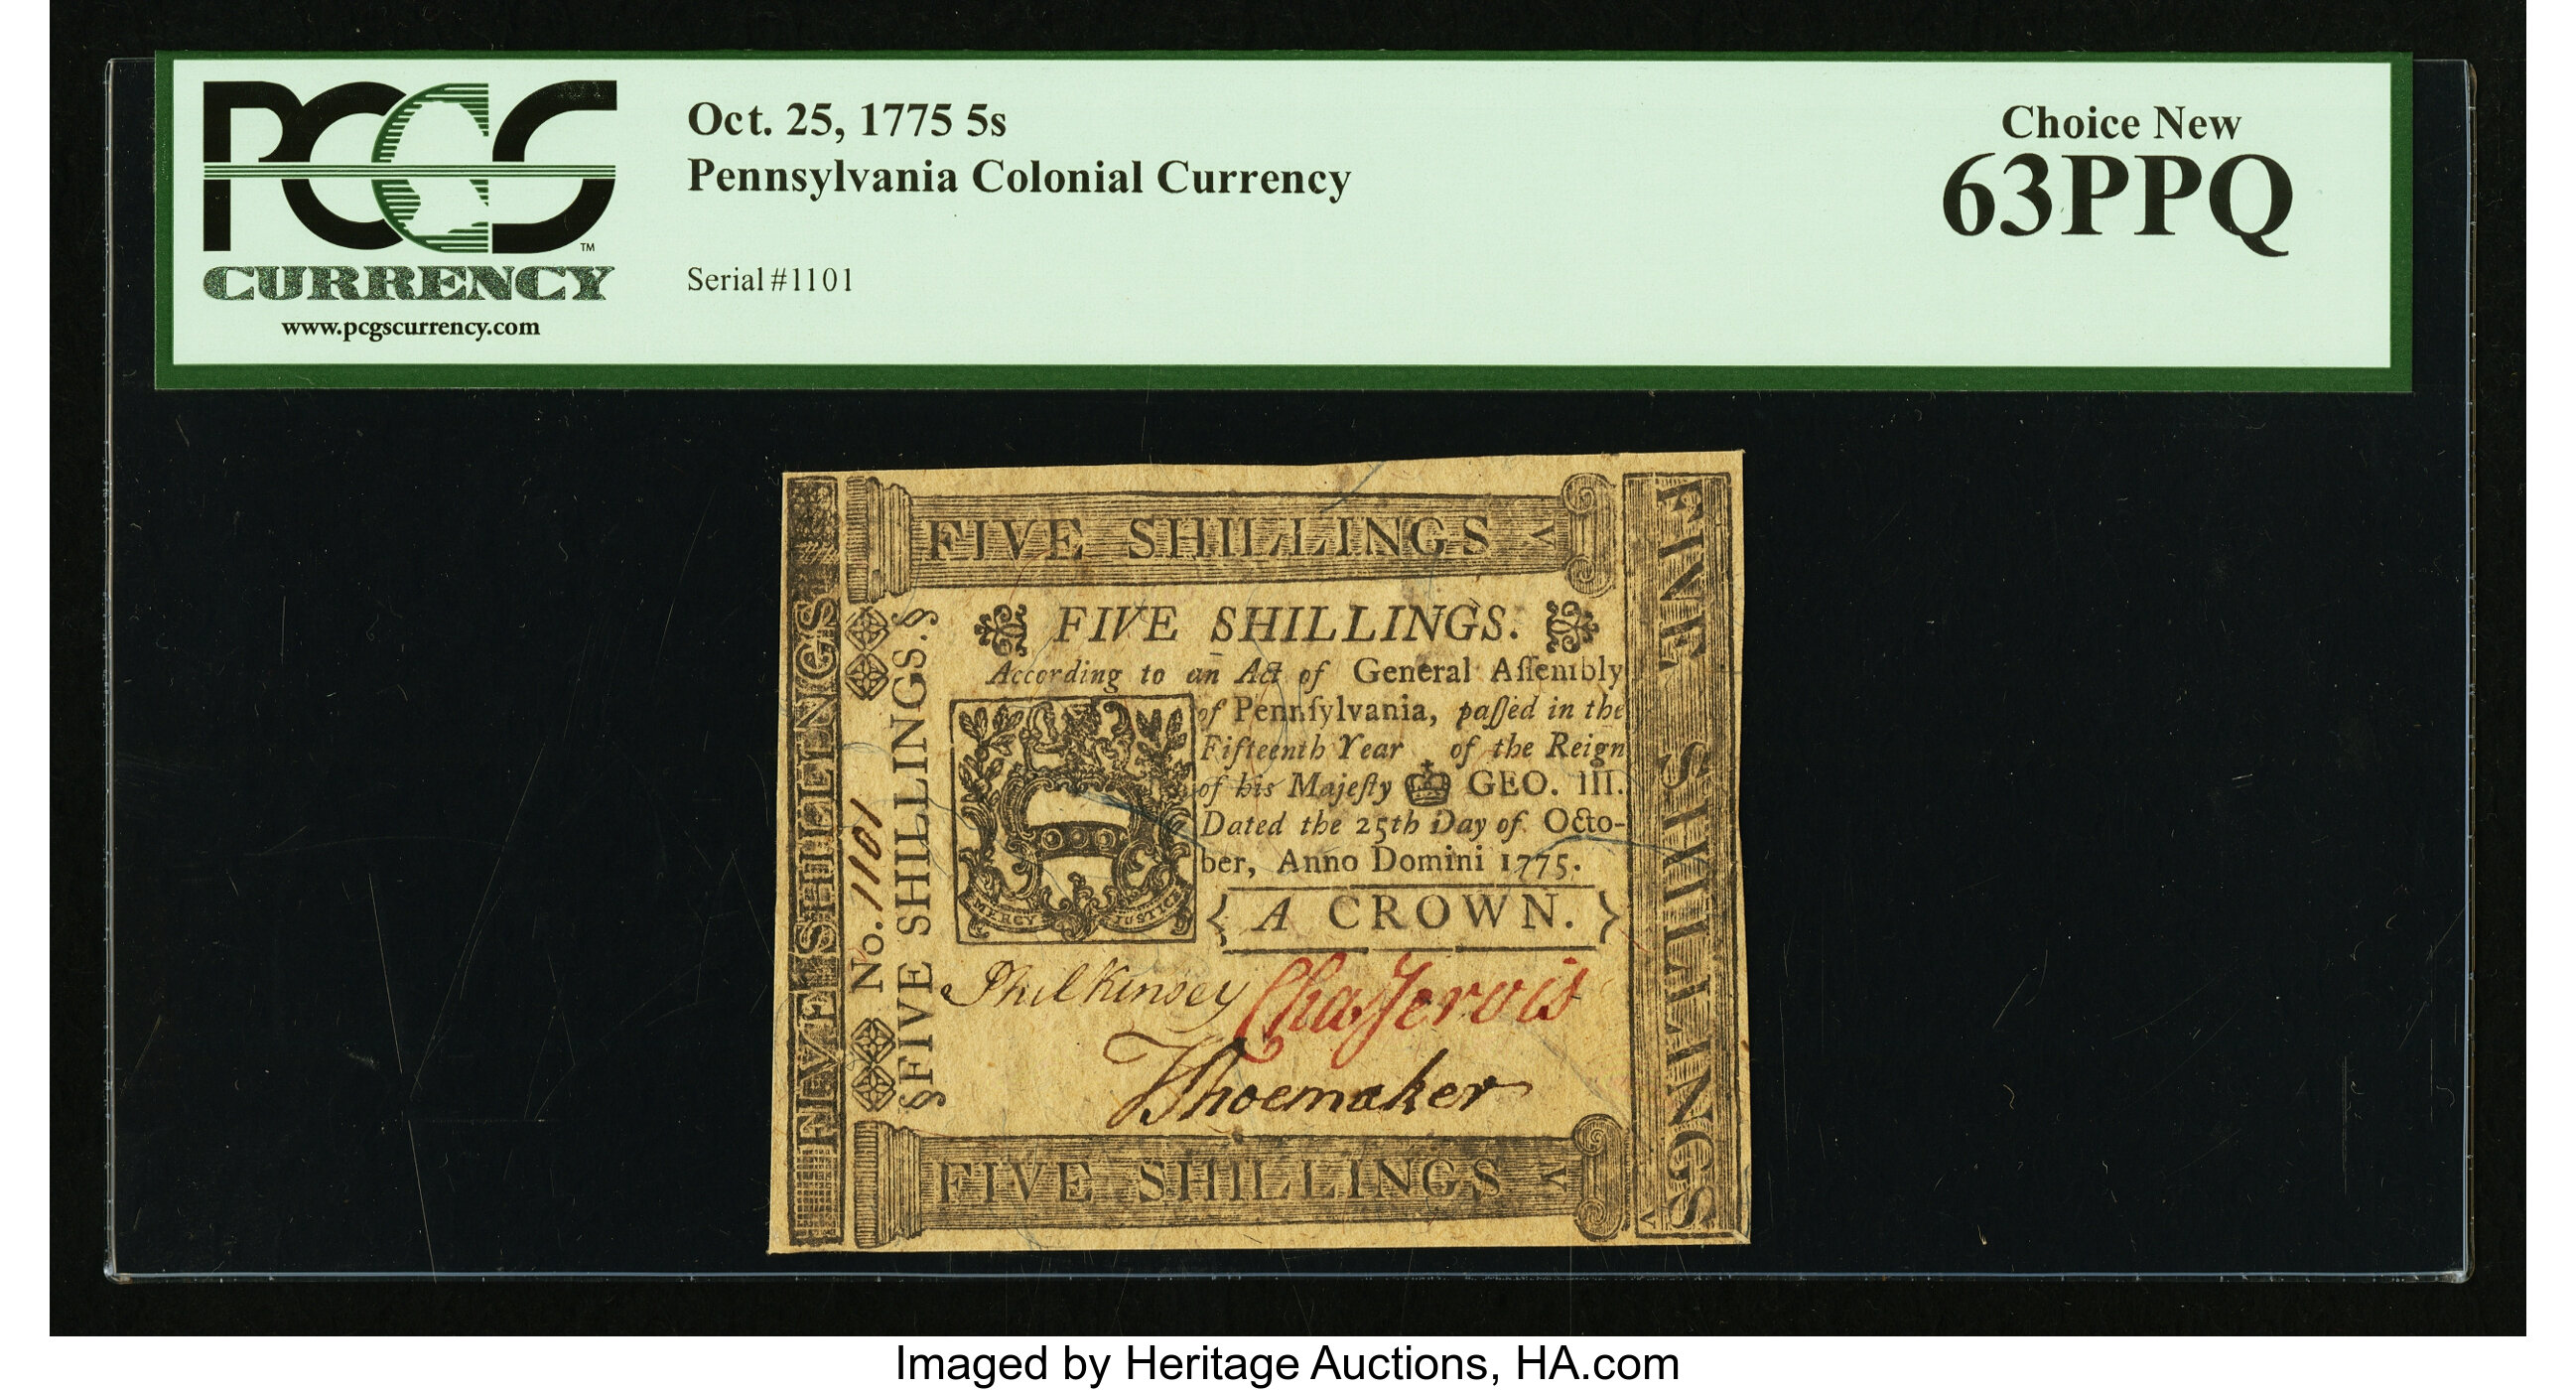 PCGS
TM
CURRENCY
www.pcgscurrency.com
Oct. 25, 1775 5s
Pennsylvania Colonial Currency
Serial #1101
Choice New
63PPQ
FIVE SHILLINGS
FIVE SHILLINGS
No. 1101
§FIVE SHILLINGS.§
FIVE SHILLINGS.
According to an Act of General Aſſembly
of Pennſylvania, paſſed in the
Fifteenth Year of the Reign
of his Majeſty GEO. III.
Dated the 25th Day of Octo-
ber, Anno Domini 1775.
{ A CROWN. }
MERCY JUSTICE
Phil Kinsey
Chas Jervis
Shoemaker
FIVE SHILLINGS
FIVE SHILLINGS
Imaged by Heritage Auctions, HA.com